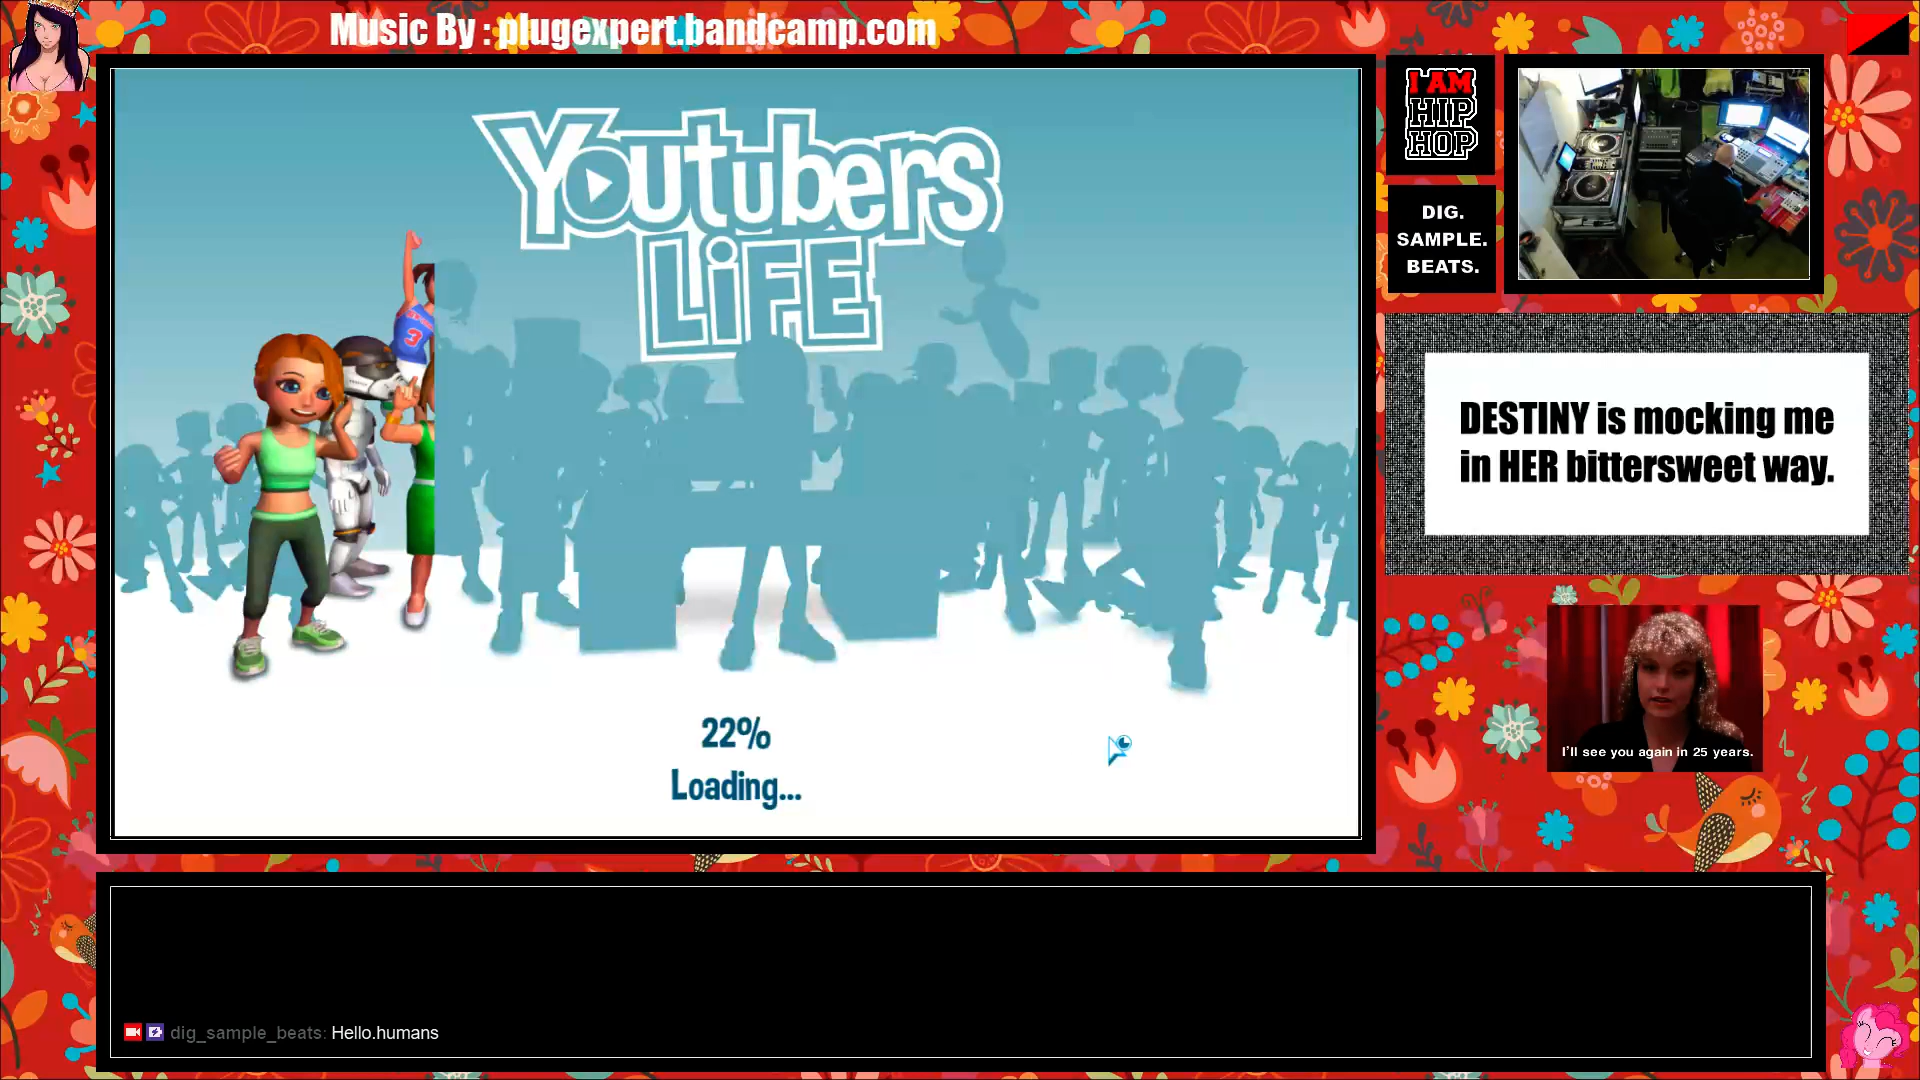 Music By : plugexpert.bandcamp.com
Youtubers
LiFE
3
22%
Loading...
I AM
HIP
HOP
DIG.
SAMPLE.
BEATS.
DESTINY is mocking me
in HER bittersweet way.
I'll see you again in 25 years.
dig_sample_beats: Hello.humans